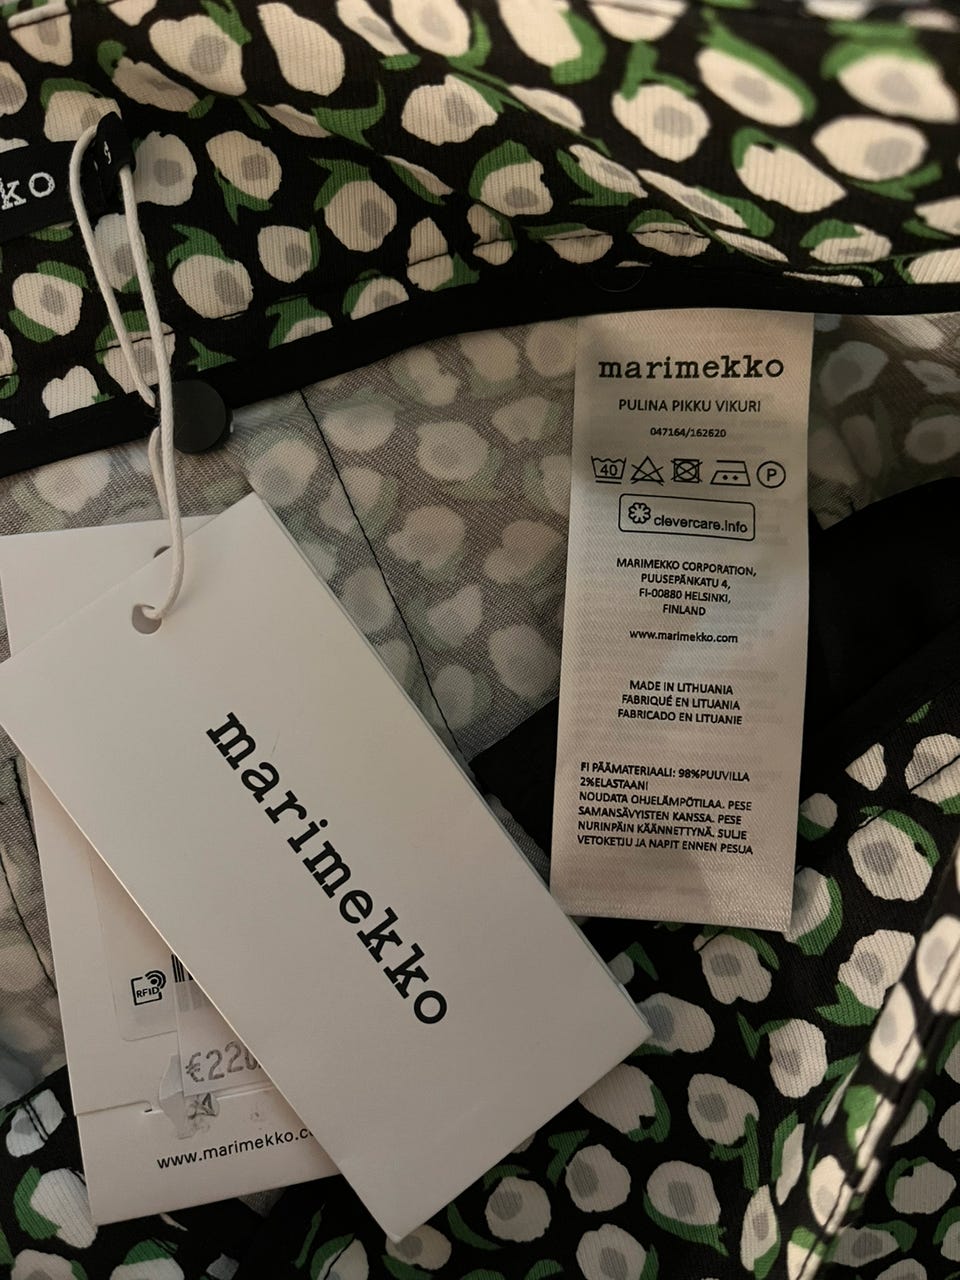 ko
marimekko
PULINA PIKKU VIKURI
047164/162620
40
P
clevercare.info
MARIMEKKO CORPORATION,
PUUSEPÄNKATU 4,
FI-00880 HELSINKI,
FINLAND
www.marimekko.com
MADE IN LITHUANIA
FABRIQUÉ EN LITUANIA
FABRICADO EN LITUANIE
FI PÄÄMATERIAALI: 98%PUUVILLA
2%ELASTAANI
NOUDATA OHJELÄMPÖTILAA. PESE
SAMANSÄVYISTEN KANSSA. PESE
NURINPÄIN KÄÄNNETTYNÄ. SULJE
VETOKETJU JA NAPIT ENNEN PESUA
marimekko
RFID
€220
www.marimekko.c